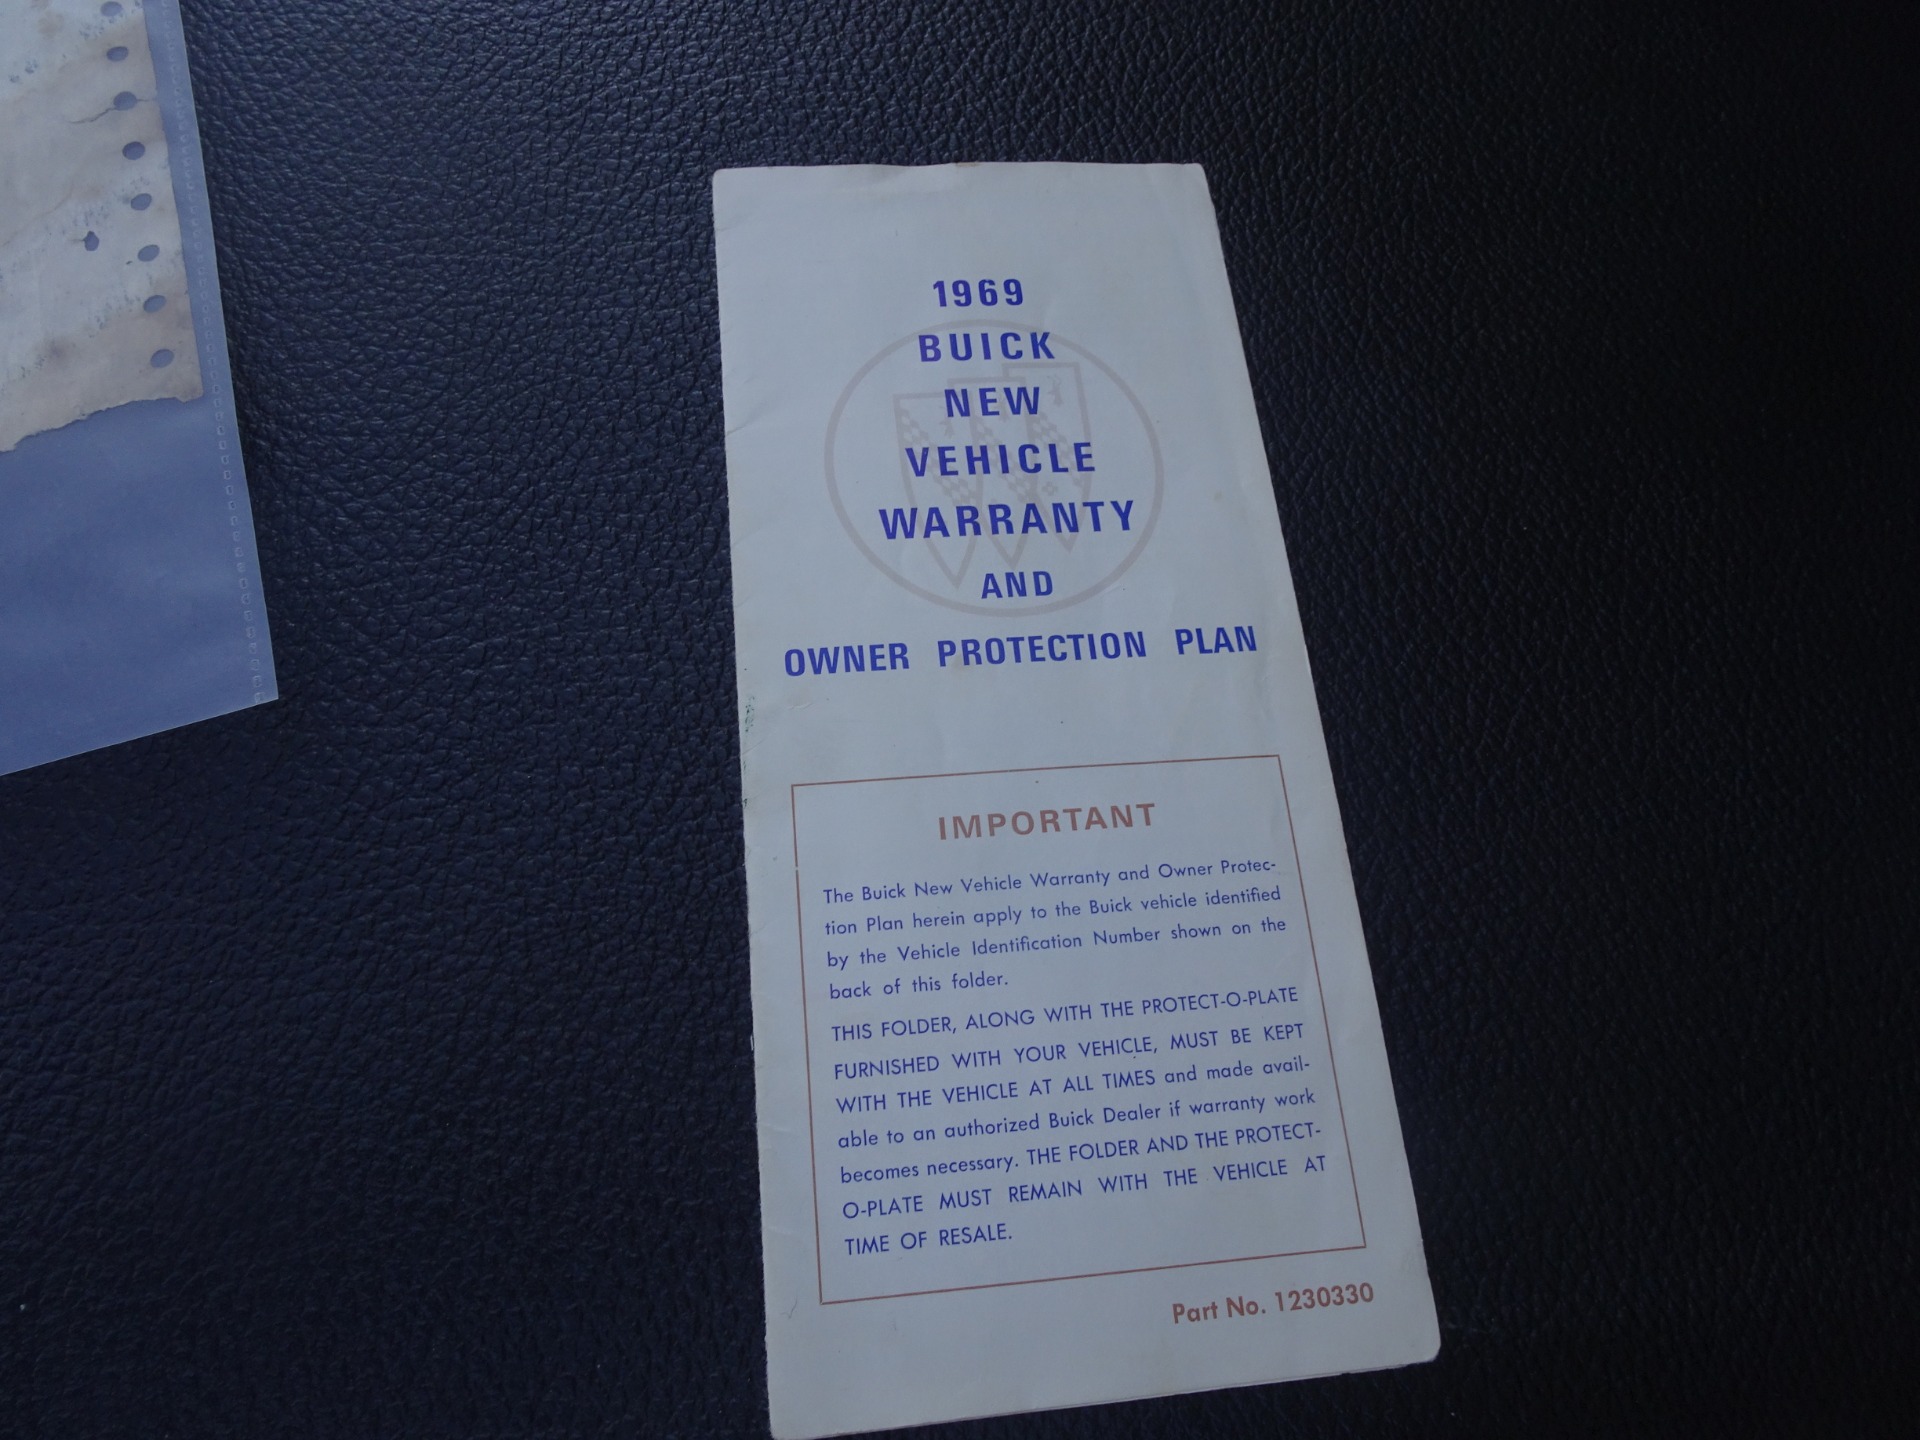 1969
BUICK
NEW
VEHICLE
WARRANTY
AND
OWNER PROTECTION PLAN
IMPORTANT
The Buick New Vehicle Warranty and Owner Protec-
tion Plan herein apply to the Buick vehicle identified
by the Vehicle Identification Number shown on the
back of this folder.
THIS FOLDER, ALONG WITH THE PROTECT-O-PLATE
FURNISHED WITH YOUR VEHICLE, MUST BE KEPT
WITH THE VEHICLE AT ALL TIMES and made avail-
able to an authorized Buick Dealer if warranty work
becomes necessary. THE FOLDER AND THE PROTECT-
O-PLATE MUST REMAIN WITH THE VEHICLE AT
TIME OF RESALE.
Part No. 1230330